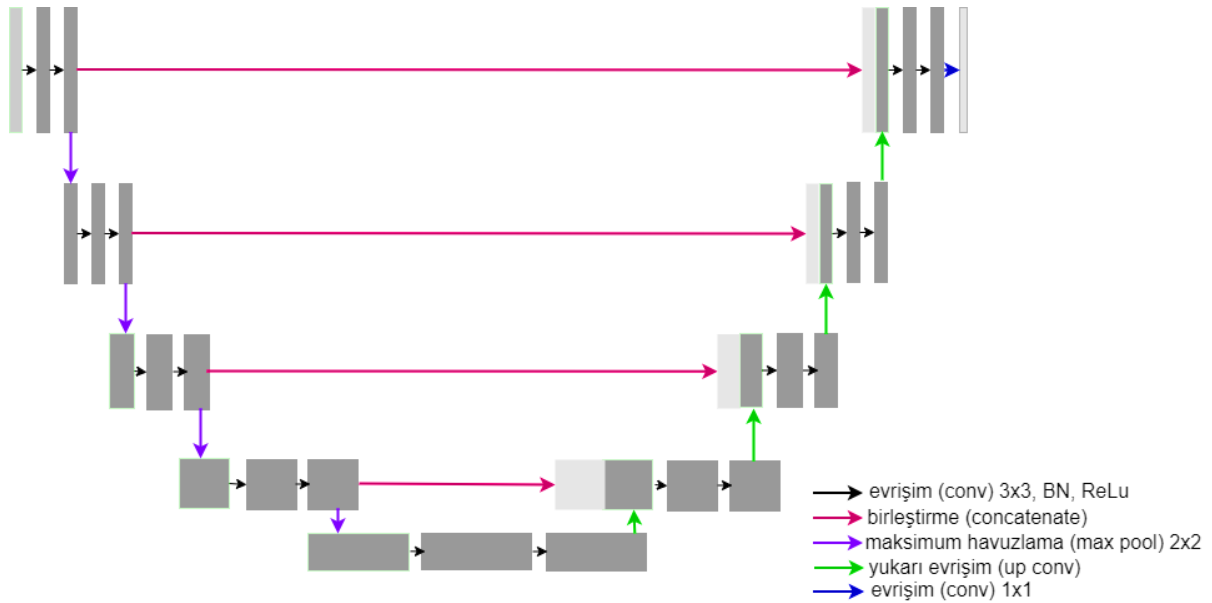 evrişim (conv) 3x3, BN, ReLu
birleştirme (concatenate)
maksimum havuzlama (max pool) 2x2
yukarı evrişim (up conv)
evrişim (conv) 1x1